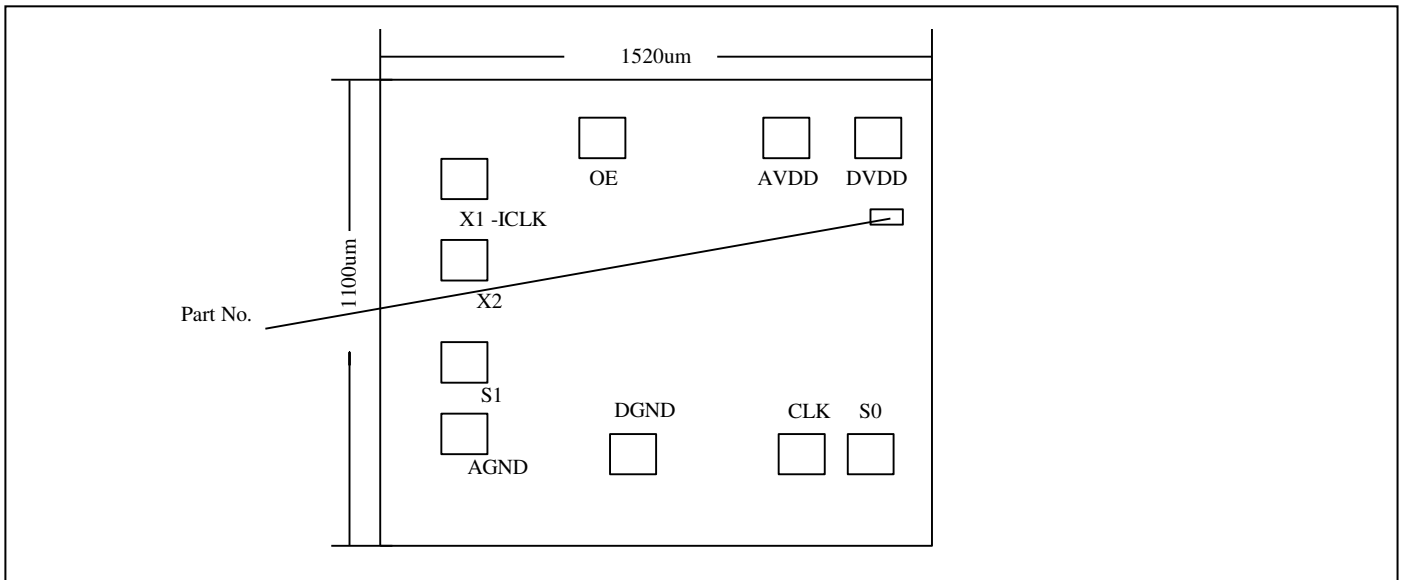 1520um
OE
AVDD DVDD
X1 -ICLK
1100um
X2
Part No.
S1
DGND
CLK S0
AGND